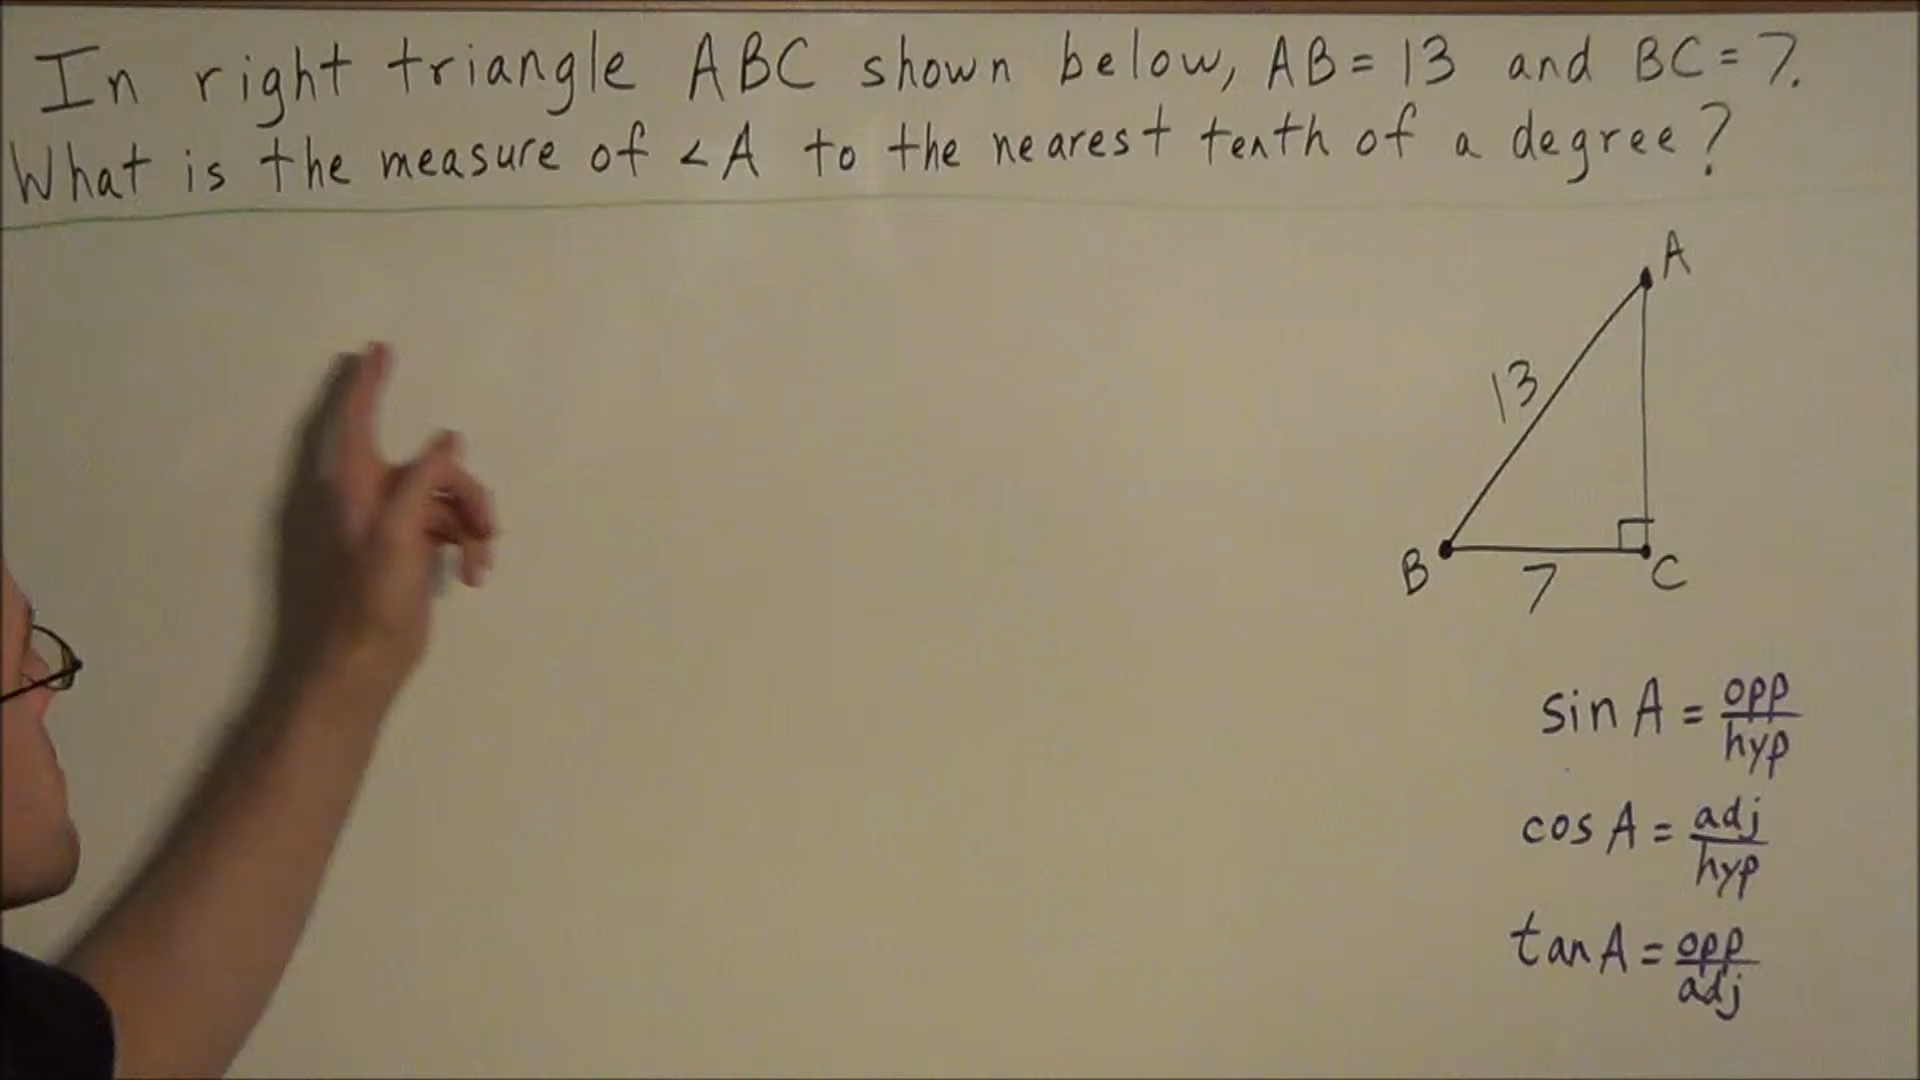 In right triangle ABC shown below, AB = 13 and BC = 7.
What is the measure of <A to the nearest tenth of a degree?
A
13
B
7
C
sin A = opp/hyp
cos A = adj/hyp
tan A = opp/adj